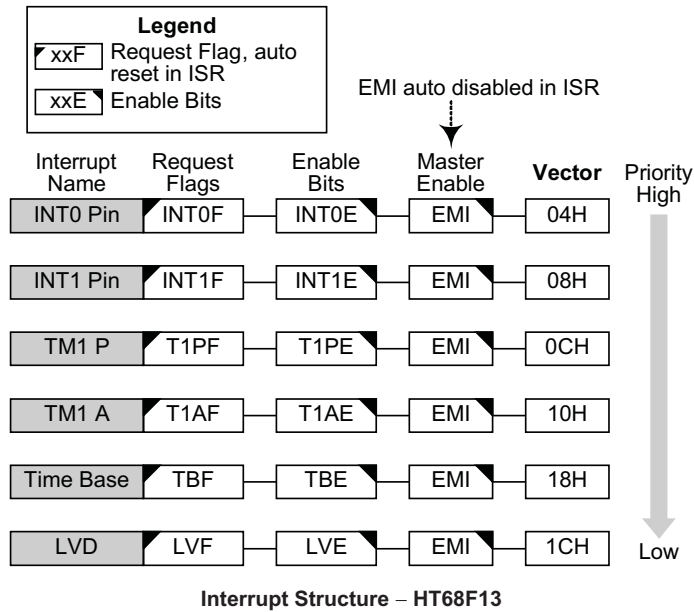 Legend
xxF Request Flag, auto
reset in ISR
xxE Enable Bits
EMI auto disabled in ISR
Interrupt Name Request Flags Enable Bits Master Enable Vector Priority High
INT0 Pin INT0F INT0E EMI 04H
INT1 Pin INT1F INT1E EMI 08H
TM1 P T1PF T1PE EMI 0CH
TM1 A T1AF T1AE EMI 10H
Time Base TBF TBE EMI 18H
LVD LVF LVE EMI 1CH Low
Interrupt Structure – HT68F13